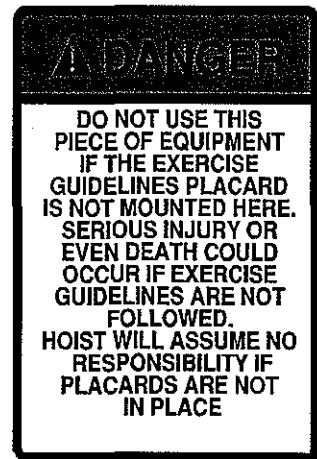 ⚠ DANGER
DO NOT USE THIS
PIECE OF EQUIPMENT
IF THE EXERCISE
GUIDELINES PLACARD
IS NOT MOUNTED HERE.
SERIOUS INJURY OR
EVEN DEATH COULD
OCCUR IF EXERCISE
GUIDELINES ARE NOT
FOLLOWED.
HOIST WILL ASSUME NO
RESPONSIBILITY IF
PLACARDS ARE NOT
IN PLACE